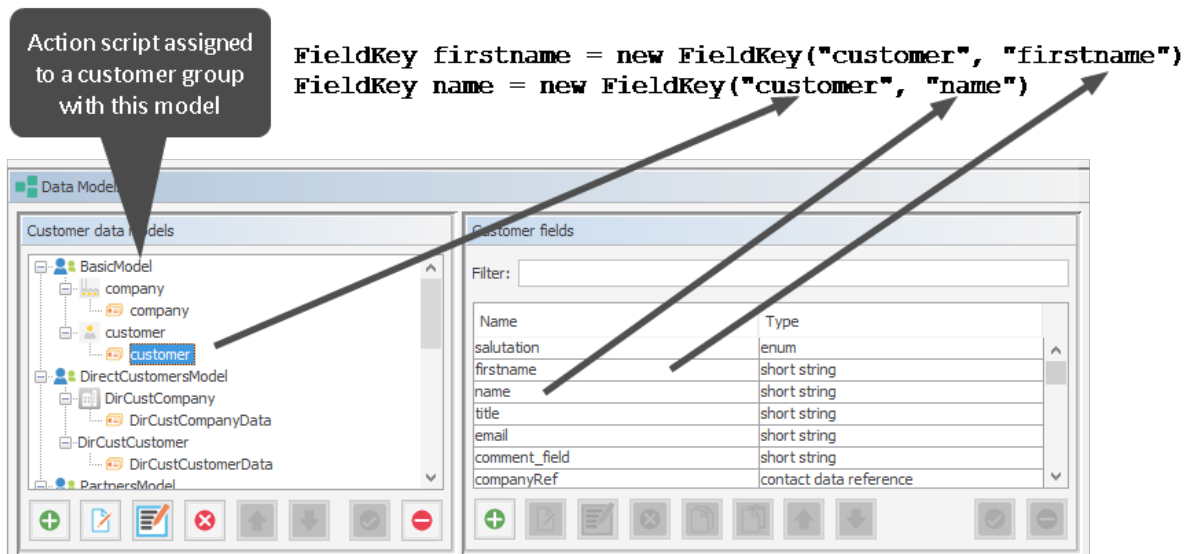 Action script assigned
to a customer group
with this model
FieldKey firstname = new FieldKey("customer", "firstname")
FieldKey name = new FieldKey("customer", "name")
Data Models
Customer data models
BasicModel
company
company
customer
customer
DirectCustomersModel
DirCustCompany
DirCustCompanyData
DirCustCustomer
DirCustCustomerData
PartnersModel
Customer fields
Filter:
Name Type
salutation enum
firstname short string
name short string
title short string
email short string
comment_field short string
companyRef contact data reference